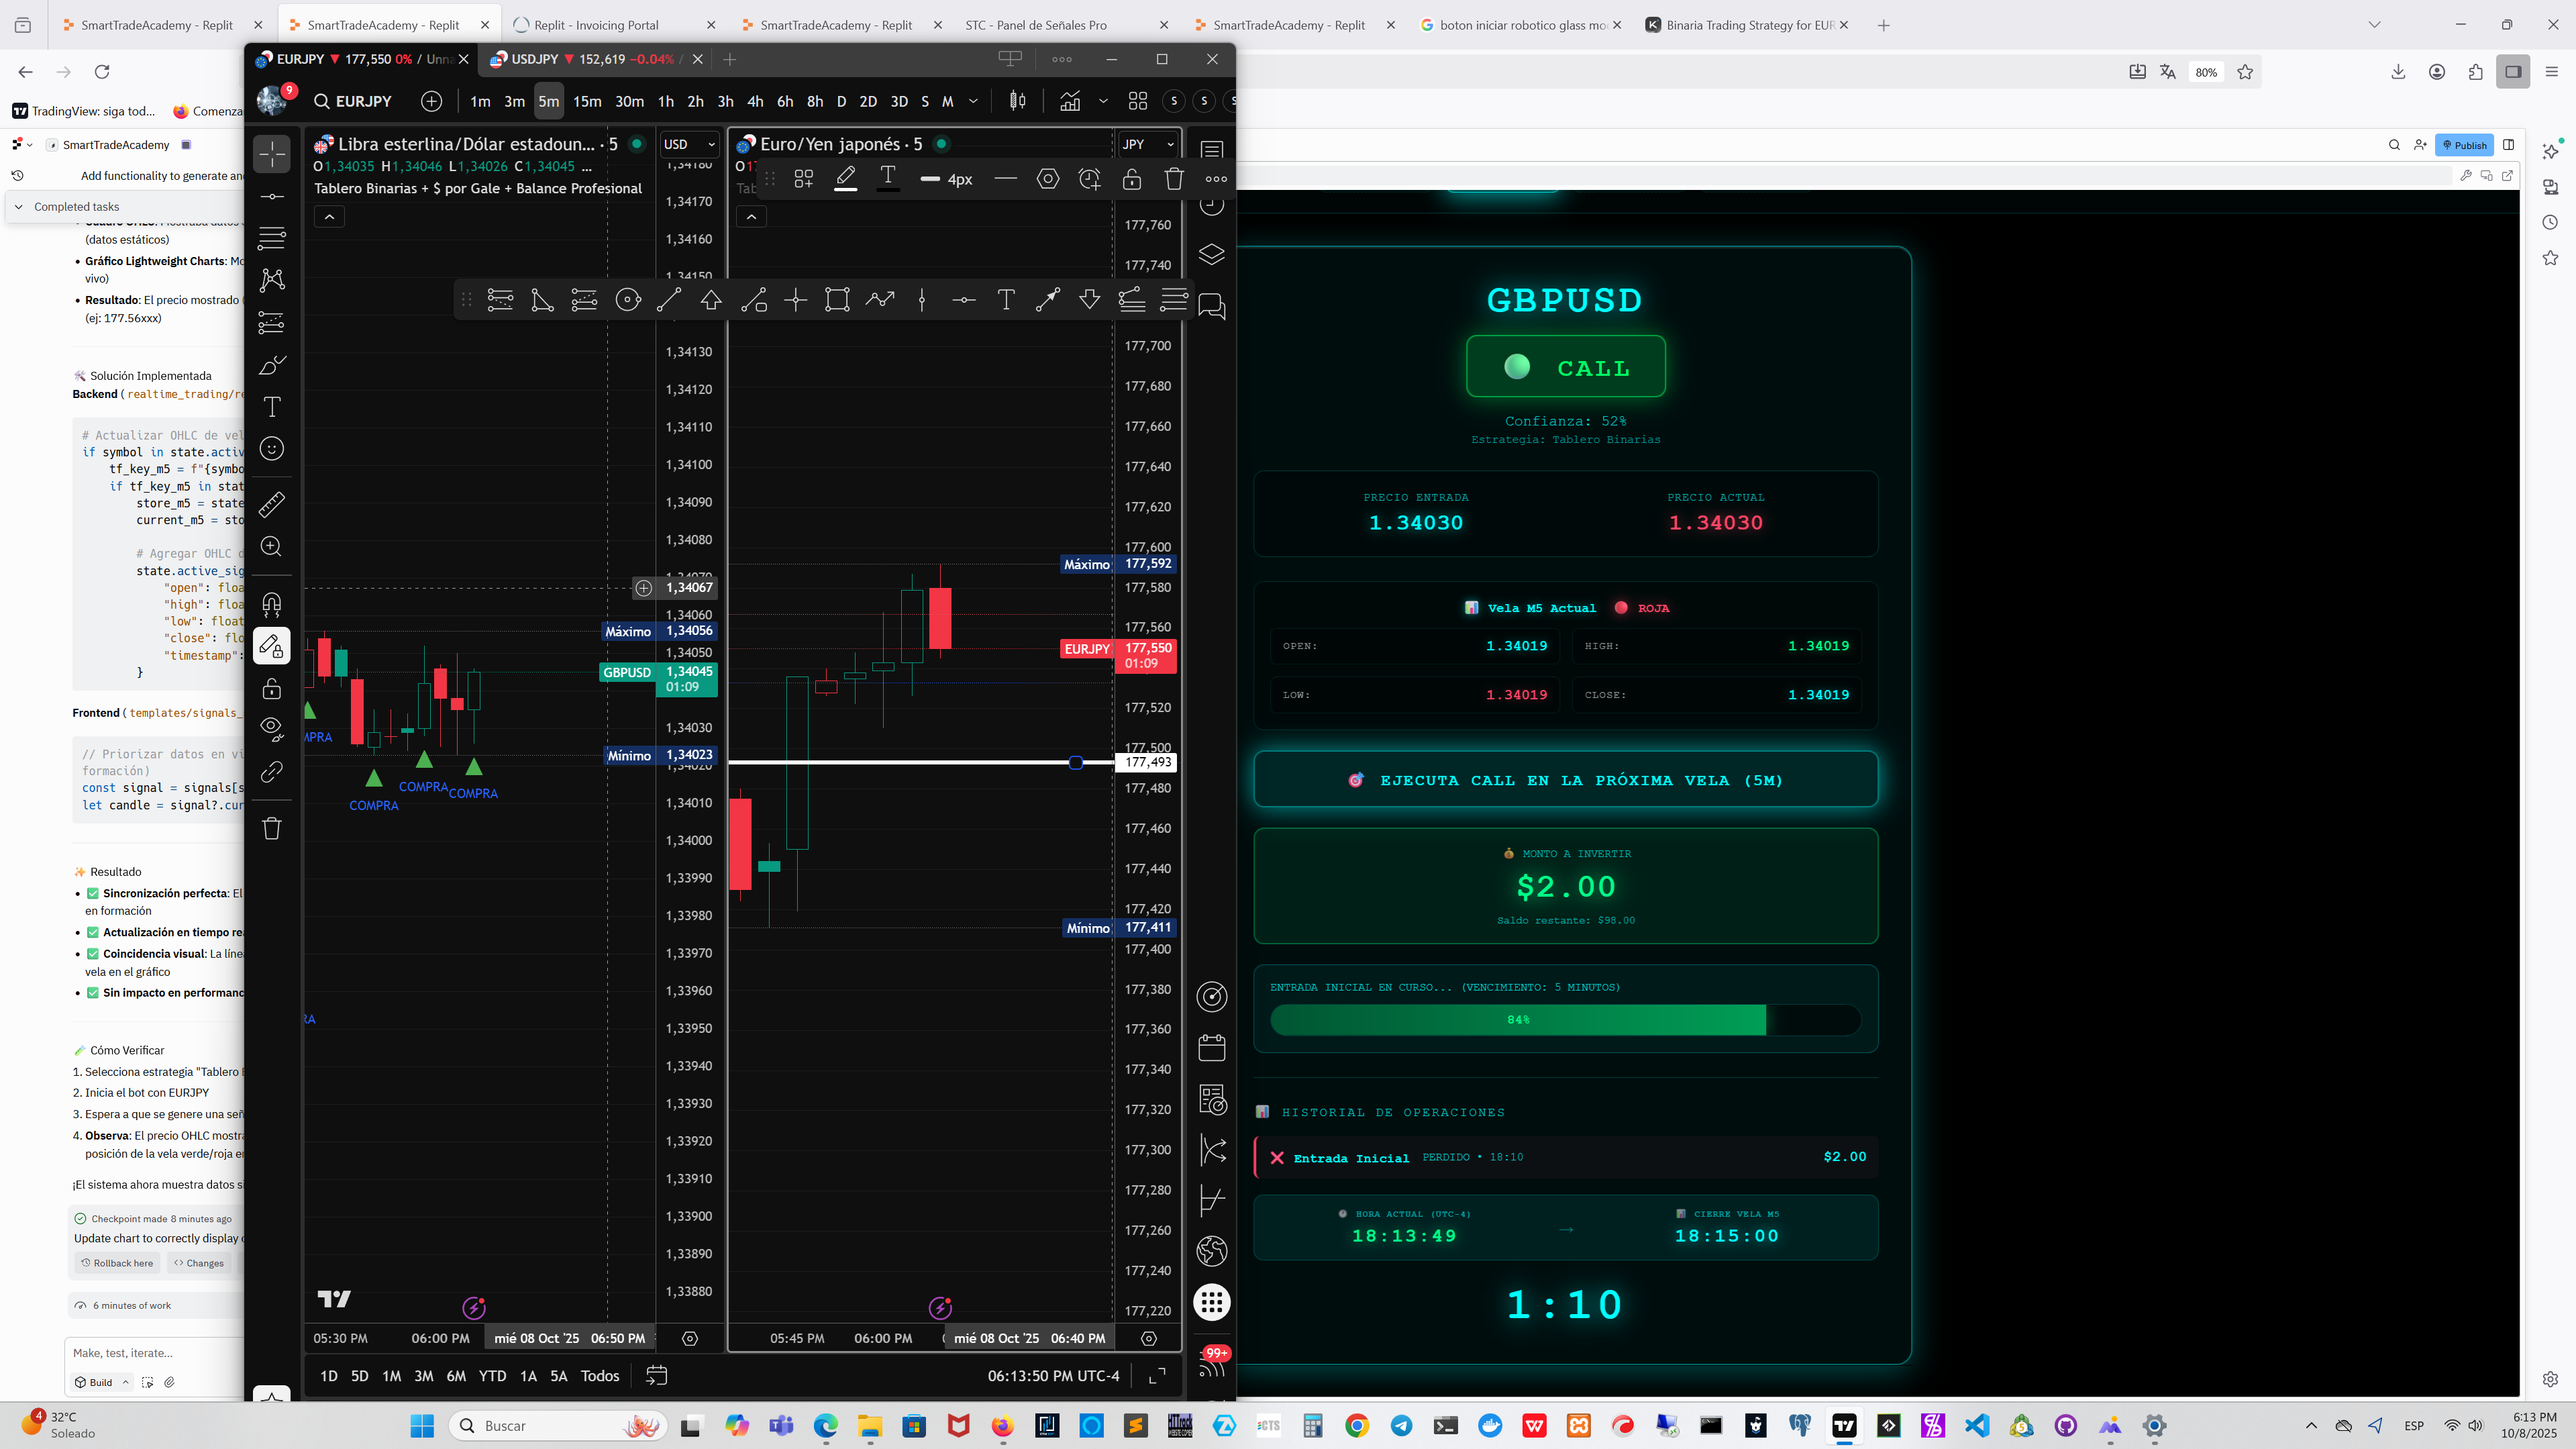 SmartTradeAcademy - Replit
SmartTradeAcademy - Replit
Replit - Invoicing Portal
SmartTradeAcademy - Replit
STC - Panel de Señales Pro
SmartTradeAcademy - Replit
boton iniciar robotico glass mo
Binaria Trading Strategy for EUR
80%
TradingView: siga tod...
Comenza
SmartTradeAcademy
Publish
Add functionality to generate an
Completed tasks
(datos estáticos)
Gráfico Lightweight Charts: Mo
vivo)
Resultado: El precio mostrado (
(ej: 177.56xxx)
🛠 Solución Implementada
Backend ( realtime_trading/re
# Actualizar OHLC de vel
if symbol in state.activ
tf_key_m5 = f"{symbo
if tf_key_m5 in stat
store_m5 = state
current_m5 = sto
# Agregar OHLC d
state.active_sig
"open": floa
"high": floa
"low": float
"close": flo
"timestamp":
}
Frontend ( templates/signals_
// Priorizar datos en vi
formación)
const signal = signals[s
let candle = signal?.cur
✨ Resultado
✅ Sincronización perfecta: El
en formación
✅ Actualización en tiempo rea
✅ Coincidencia visual: La líne
vela en el gráfico
✅ Sin impacto en performanc
🧪 Cómo Verificar
1. Selecciona estrategia "Tablero
2. Inicia el bot con EURJPY
3. Espera a que se genere una señ
4. Observa: El precio OHLC mostra
posición de la vela verde/roja en
¡El sistema ahora muestra datos si
Checkpoint made 8 minutes ago
Update chart to correctly display
Rollback here
Changes
6 minutes of work
Make, test, iterate...
Build
EURJPY ▼ 177,550 0% / Unna
USDJPY ▼ 152,619 −0.04% /
9
EURJPY
1m 3m 5m 15m 30m 1h 2h 3h 4h 6h 8h D 2D 3D S M
S S S
Libra esterlina/Dólar estadoun... · 5
USD
O1,34035 H1,34046 L1,34026 C1,34045 ...
Tablero Binarias + $ por Gale + Balance Profesional
1,34180
1,34170
1,34160
1,34150
1,34130
1,34120
1,34110
1,34100
1,34090
1,34080
1,34067
1,34060
Máximo 1,34056
1,34050
GBPUSD 1,34045
01:09
1,34030
Mínimo 1,34023
1,34020
1,34010
1,34000
1,33990
1,33980
1,33970
1,33960
1,33950
1,33940
1,33930
1,33920
1,33910
1,33900
1,33890
1,33880
MPRA
COMPRA
COMPRA
COMPRA
RA
05:30 PM
06:00 PM
mié 08 Oct '25 06:50 PM
Euro/Yen japonés · 5
JPY
4px
177,760
177,740
177,700
177,680
177,660
177,640
177,620
177,600
Máximo 177,592
177,580
177,560
EURJPY 177,550
01:09
177,520
177,500
177,493
177,480
177,460
177,440
177,420
Mínimo 177,411
177,400
177,380
177,360
177,340
177,320
177,300
177,280
177,260
177,240
177,220
05:45 PM
06:00 PM
mié 08 Oct '25 06:40 PM
1D 5D 1M 3M 6M YTD 1A 5A Todos
06:13:50 PM UTC-4
99+
GBPUSD
CALL
Confianza: 52%
Estrategia: Tablero Binarias
PRECIO ENTRADA
1.34030
PRECIO ACTUAL
1.34030
📊 Vela M5 Actual 🔴 ROJA
OPEN: 1.34019
HIGH: 1.34019
LOW: 1.34019
CLOSE: 1.34019
🎯 EJECUTA CALL EN LA PRÓXIMA VELA (5M)
💰 MONTO A INVERTIR
$2.00
Saldo restante: $98.00
ENTRADA INICIAL EN CURSO... (VENCIMIENTO: 5 MINUTOS)
84%
📊 HISTORIAL DE OPERACIONES
❌ Entrada Inicial PERDIDO • 18:10 $2.00
HORA ACTUAL (UTC-4)
18:13:49
→
CIERRE VELA M5
18:15:00
1:10
4
32°C
Soleado
Buscar
ESP
6:13 PM
10/8/2025